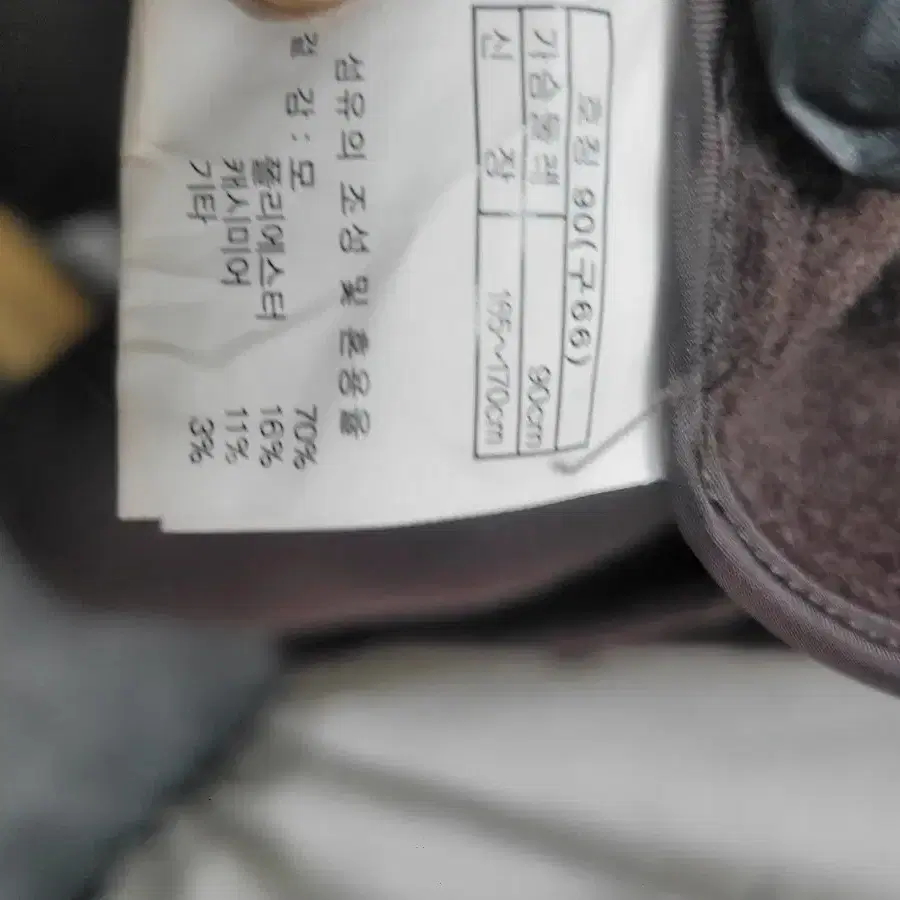 호칭 90(구66)
가슴둘레 90cm
신 장 165~170cm
섬유의 조성 및 혼용율
겉 감 : 모 70%
폴리에스터 16%
캐시미어 11%
기타 3%